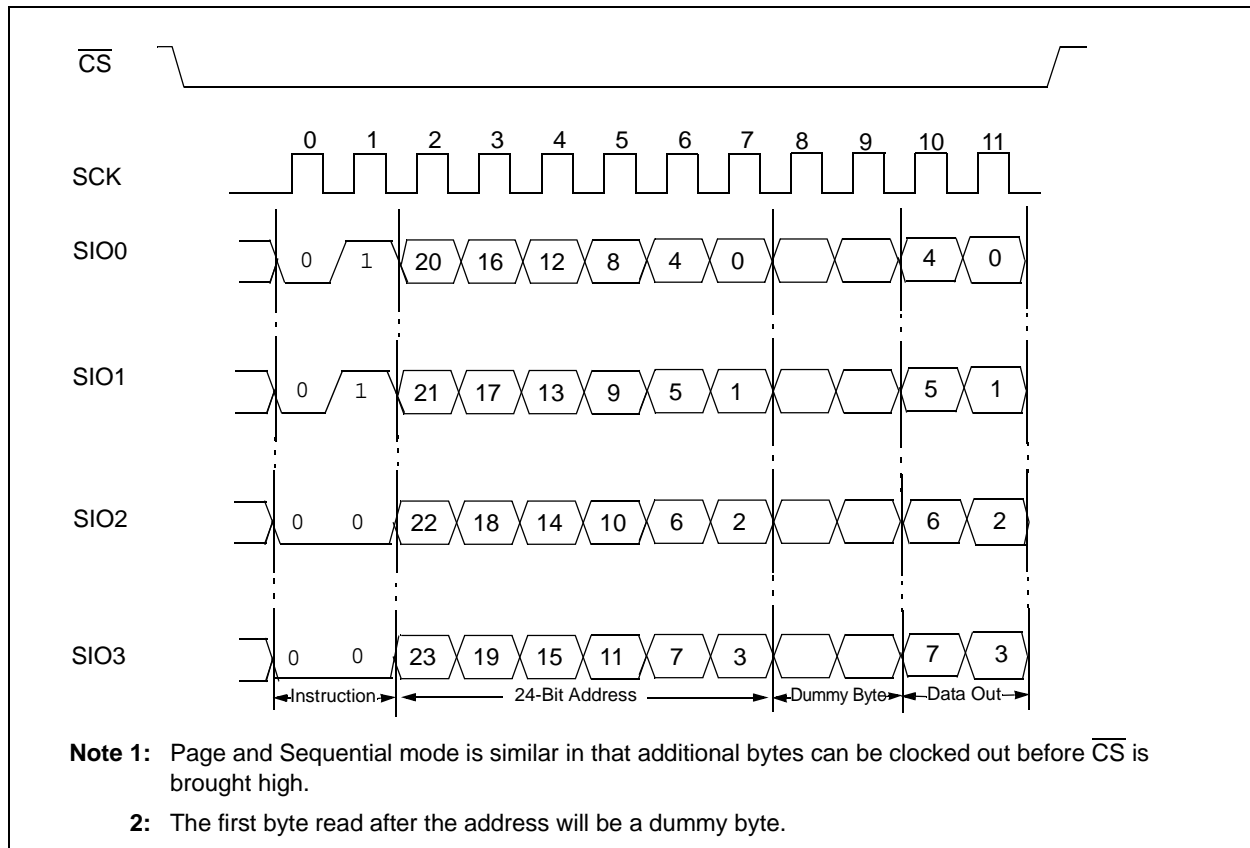 CS
0 1 2 3 4 5 6 7 8 9 10 11
SCK
SIO0 0 1 20 16 12 8 4 0 4 0
SIO1 0 1 21 17 13 9 5 1 5 1
SIO2 0 0 22 18 14 10 6 2 6 2
SIO3 0 0 23 19 15 11 7 3 7 3
Instruction 24-Bit Address Dummy Byte Data Out
Note 1: Page and Sequential mode is similar in that additional bytes can be clocked out before CS is
brought high.
2: The first byte read after the address will be a dummy byte.